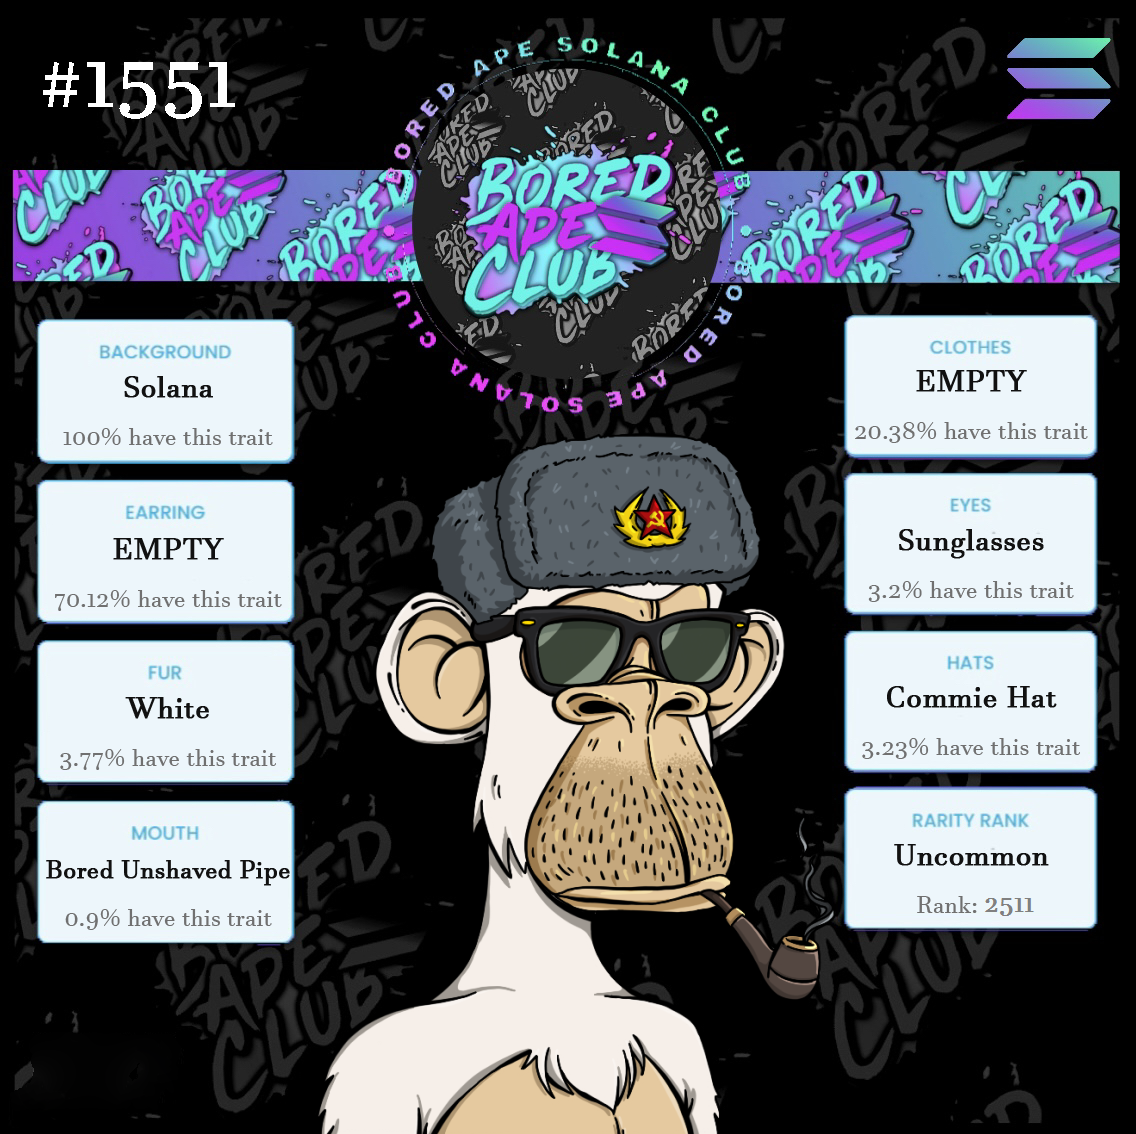 #1551
BORED APE SOLANA CLUB
BORED
APE
CLUB
BORED APE SOLANA CLUB
BACKGROUND
Solana
100% have this trait
EARRING
EMPTY
70.12% have this trait
FUR
White
3.77% have this trait
MOUTH
Bored Unshaved Pipe
0.9% have this trait
CLOTHES
EMPTY
20.38% have this trait
EYES
Sunglasses
3.2% have this trait
HATS
Commie Hat
3.23% have this trait
RARITY RANK
Uncommon
Rank: 2511